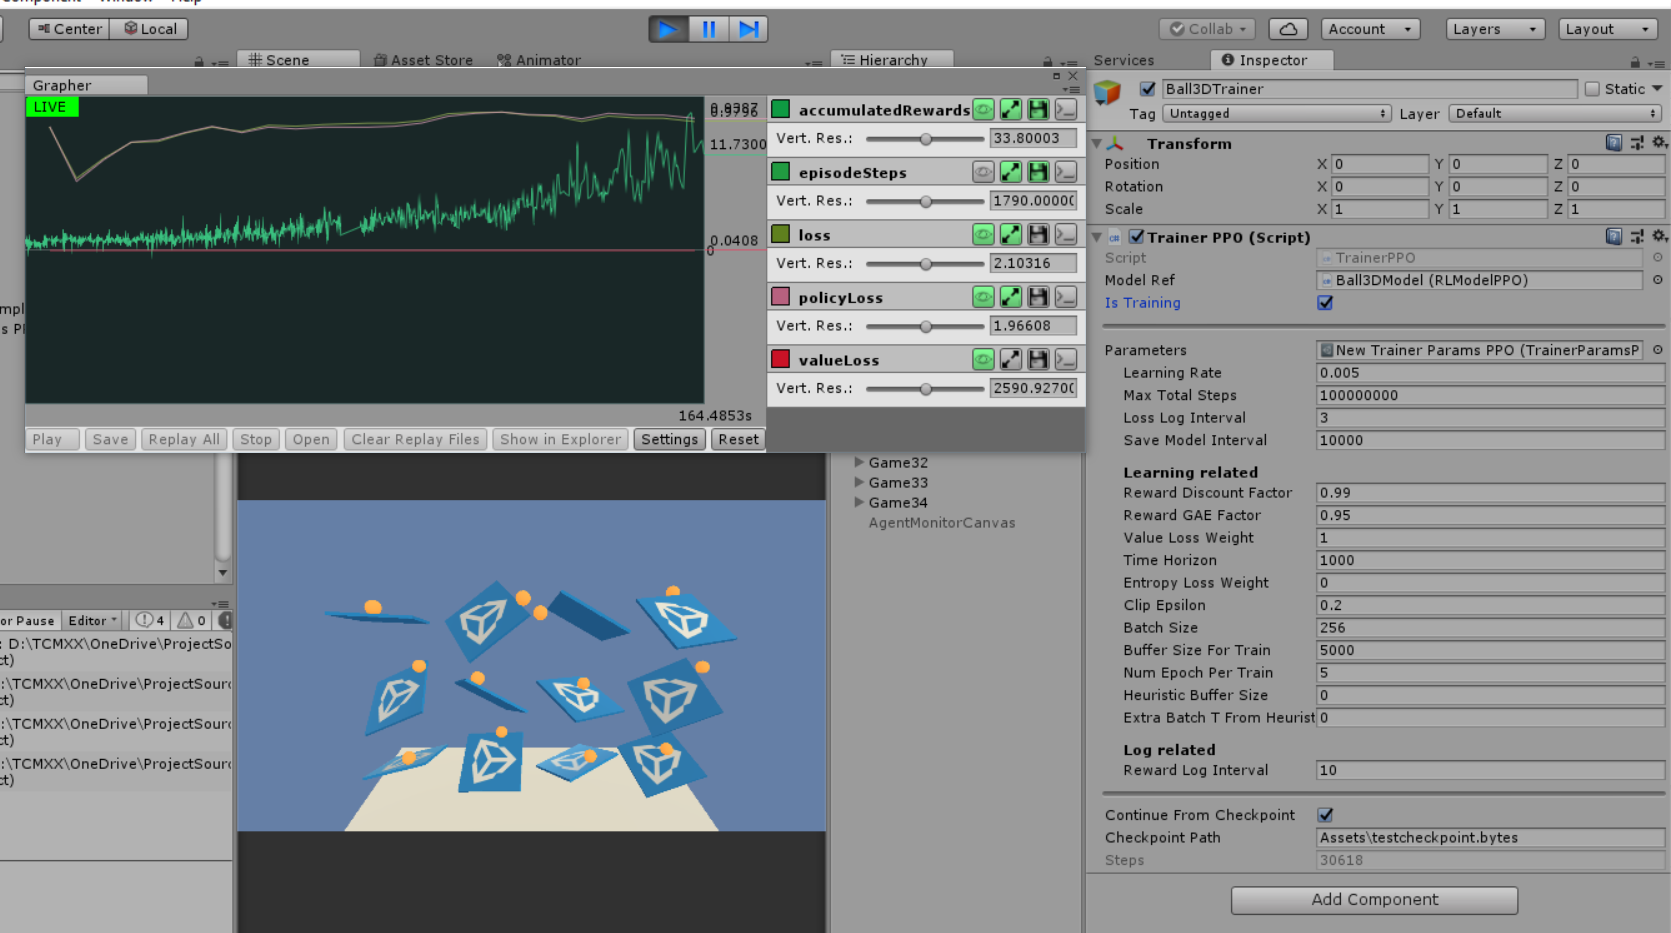 Center
Local
Collab
Account
Layers
Layout
Scene
Asset Store
Animator
Hierarchy
Services
Inspector
Grapher
LIVE
11.7300
0.0408
0
164.4853s
accumulatedRewards
Vert. Res.:
33.80003
episodeSteps
Vert. Res.:
1790.0000
loss
Vert. Res.:
2.10316
policyLoss
Vert. Res.:
1.96608
valueLoss
Vert. Res.:
2590.9270
Play
Save
Replay All
Stop
Open
Clear Replay Files
Show in Explorer
Settings
Reset
Game32
Game33
Game34
AgentMonitorCanvas
or Pause
Editor
4
0
: D:\TCMXX\OneDrive\ProjectSo
ct)
:\TCMXX\OneDrive\ProjectSour
ct)
:\TCMXX\OneDrive\ProjectSour
ct)
:\TCMXX\OneDrive\ProjectSour
ct)
Ball3DTrainer
Static
Tag Untagged Layer Default
Transform
Position X 0 Y 0 Z 0
Rotation X 0 Y 0 Z 0
Scale X 1 Y 1 Z 1
Trainer PPO (Script)
Script TrainerPPO
Model Ref Ball3DModel (RLModelPPO)
Is Training
Parameters New Trainer Params PPO (TrainerParamsP
Learning Rate 0.005
Max Total Steps 100000000
Loss Log Interval 3
Save Model Interval 10000
Learning related
Reward Discount Factor 0.99
Reward GAE Factor 0.95
Value Loss Weight 1
Time Horizon 1000
Entropy Loss Weight 0
Clip Epsilon 0.2
Batch Size 256
Buffer Size For Train 5000
Num Epoch Per Train 5
Heuristic Buffer Size 0
Extra Batch T From Heurist 0
Log related
Reward Log Interval 10
Continue From Checkpoint
Checkpoint Path Assets\testcheckpoint.bytes
Steps 30618
Add Component